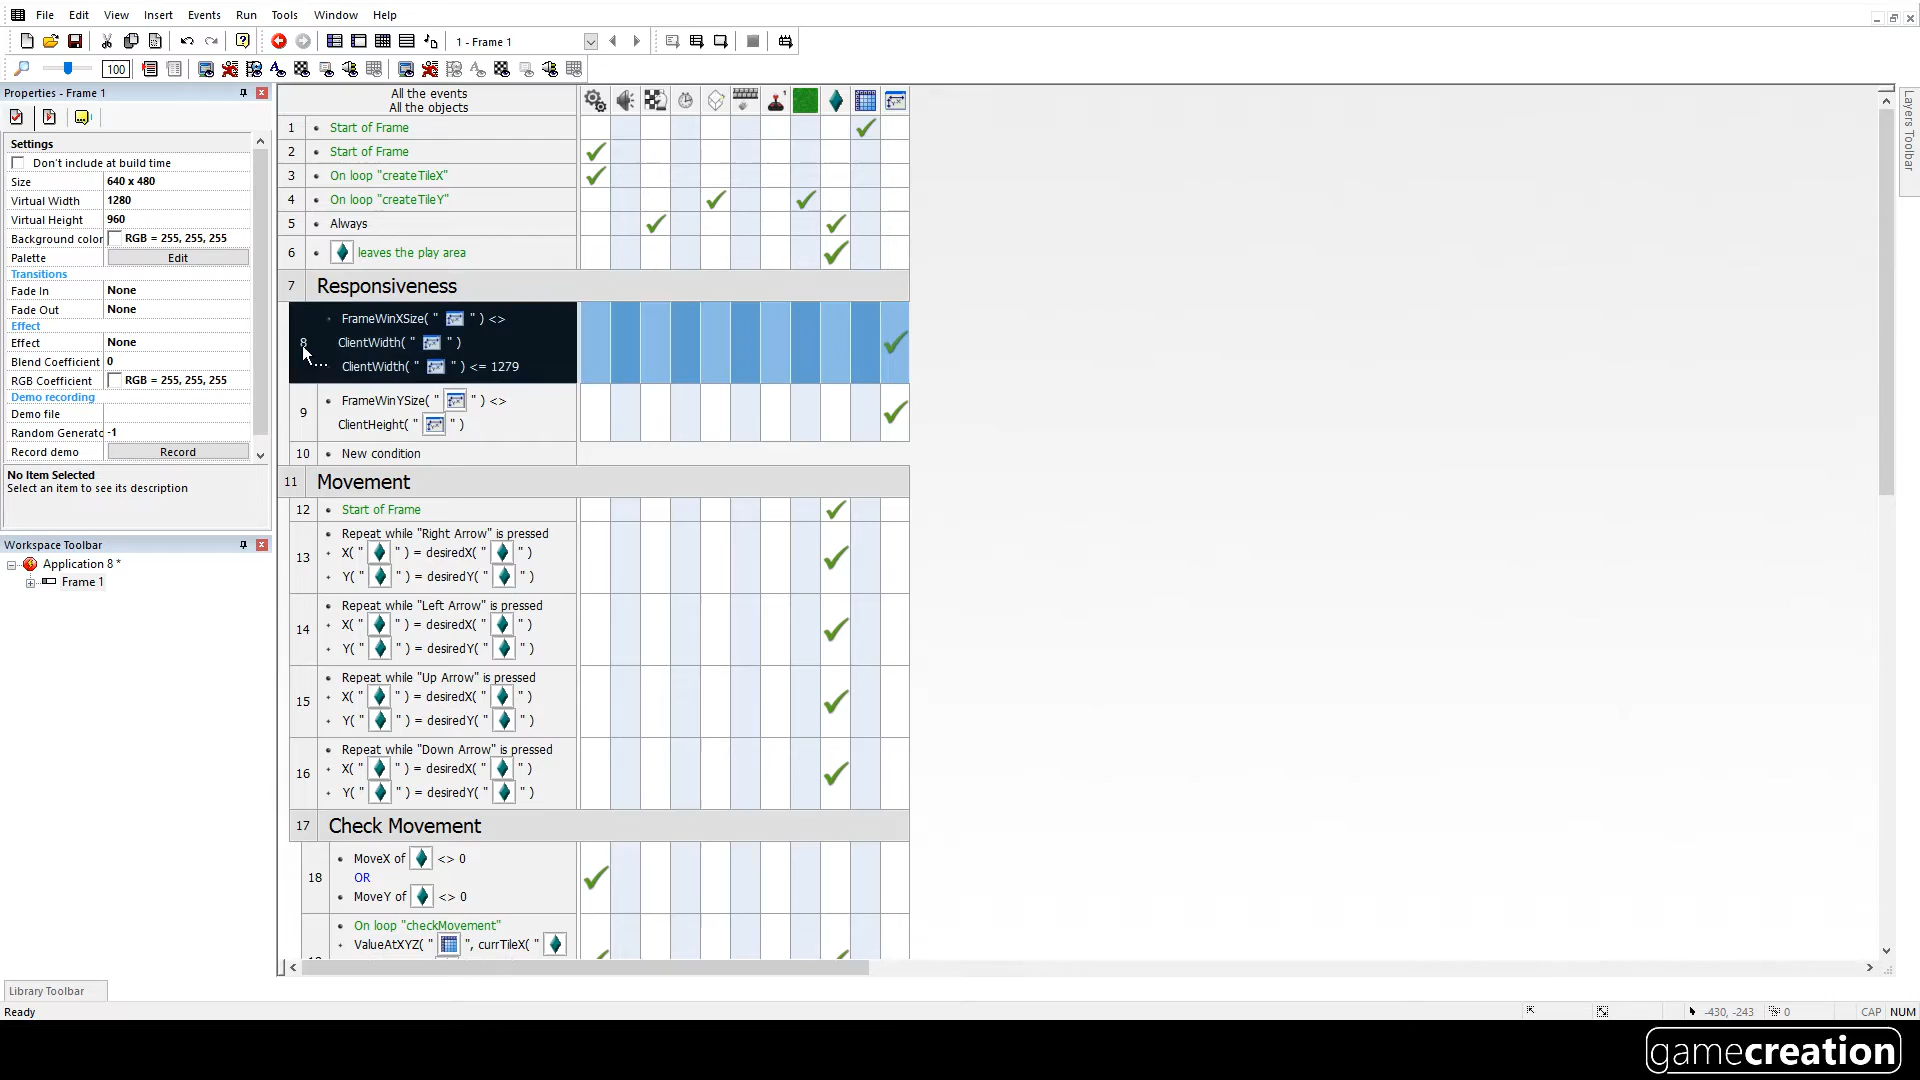 File Edit View Insert Events Run Tools Window Help
1 - Frame 1
100
Properties - Frame 1
Settings
Don't include at build time
Size 640 x 480
Virtual Width 1280
Virtual Height 960
Background color RGB = 255, 255, 255
Palette Edit
Transitions
Fade In None
Fade Out None
Effect
Effect None
Blend Coefficient 0
RGB Coefficient RGB = 255, 255, 255
Demo recording
Demo file
Random Generato -1
Record demo Record
No Item Selected
Select an item to see its description
Workspace Toolbar
Application 8 *
Frame 1
Library Toolbar
Ready
All the events
All the objects
1 Start of Frame
2 Start of Frame
3 On loop "createTileX"
4 On loop "createTileY"
5 Always
6 leaves the play area
7 Responsiveness
8
FrameWinXSize( " " ) <>
ClientWidth( " " )
ClientWidth( " " ) <= 1279
9
FrameWinYSize( " " ) <>
ClientHeight( " " )
10 New condition
11 Movement
12 Start of Frame
13
Repeat while "Right Arrow" is pressed
X( " " ) = desiredX( " " )
Y( " " ) = desiredY( " " )
14
Repeat while "Left Arrow" is pressed
X( " " ) = desiredX( " " )
Y( " " ) = desiredY( " " )
15
Repeat while "Up Arrow" is pressed
X( " " ) = desiredX( " " )
Y( " " ) = desiredY( " " )
16
Repeat while "Down Arrow" is pressed
X( " " ) = desiredX( " " )
Y( " " ) = desiredY( " " )
17 Check Movement
18
MoveX of <> 0
OR
MoveY of <> 0
On loop "checkMovement"
ValueAtXYZ( " ", currTileX( "
Layers Toolbar
-430, -243 0 CAP NUM
gamecreation